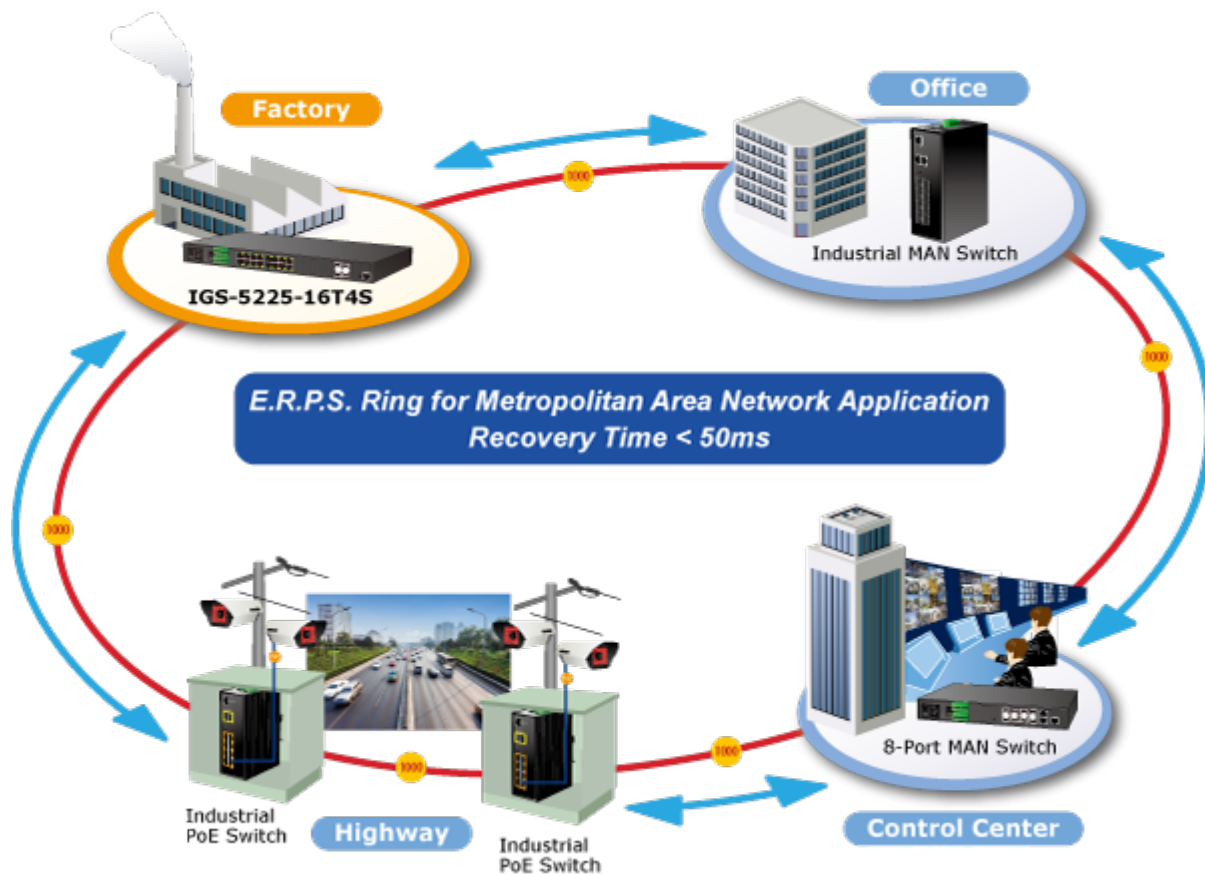 Factory
Office
1000
Industrial MAN Switch
IGS-5225-16T4S
1000
E.R.P.S. Ring for Metropolitan Area Network Application
Recovery Time < 50ms
1000
8-Port MAN Switch
1000
1000
Industrial
PoE Switch
Highway
Industrial
PoE Switch
Control Center